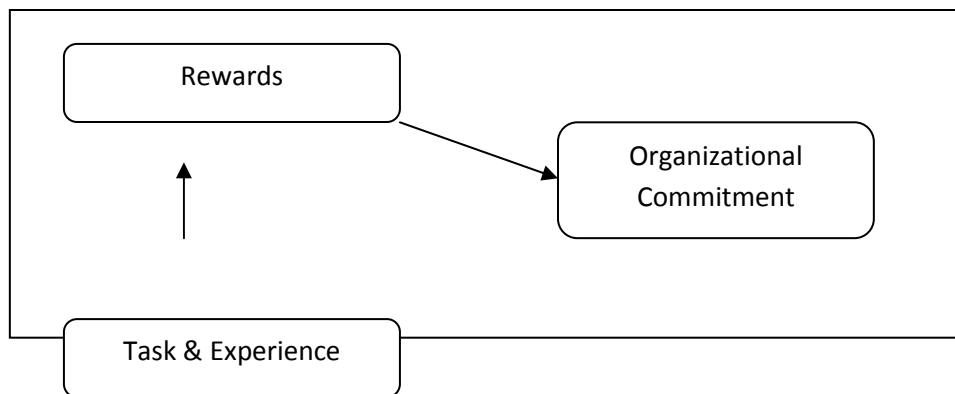 Rewards
Organizational
Commitment
Task & Experience